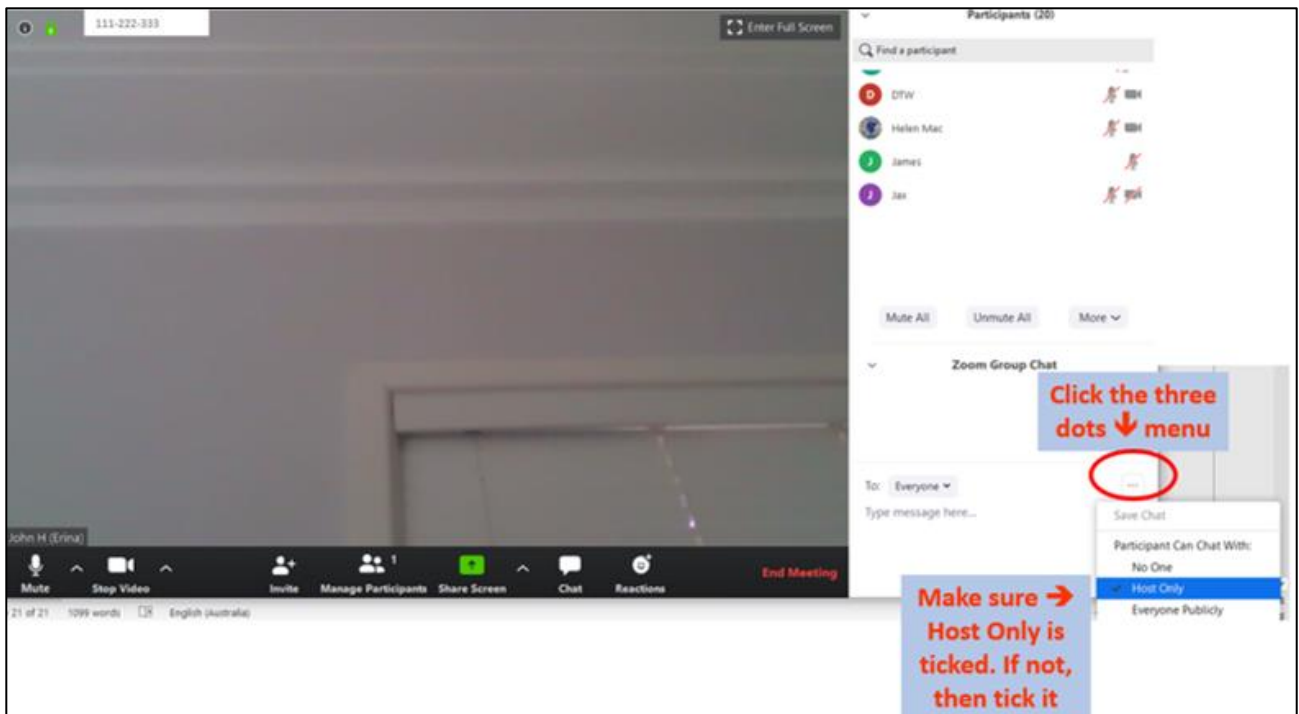 111-222-333
Enter Full Screen
John H (Erina)
Mute
Stop Video
Invite
1
Manage Participants
Share Screen
Chat
Reactions
End Meeting
21 of 21 1099 words English (Australia)
Participants (20)
Find a participant
D DTW
Helen Mac
J James
J Jax
Mute All Unmute All More
Zoom Group Chat
Click the three
dots 🡻 menu
To: Everyone
Type message here...
...
Save Chat
Participant Can Chat With:
No One
✓ Host Only
Everyone Publicly
Make sure ➔
Host Only is
ticked. If not,
then tick it